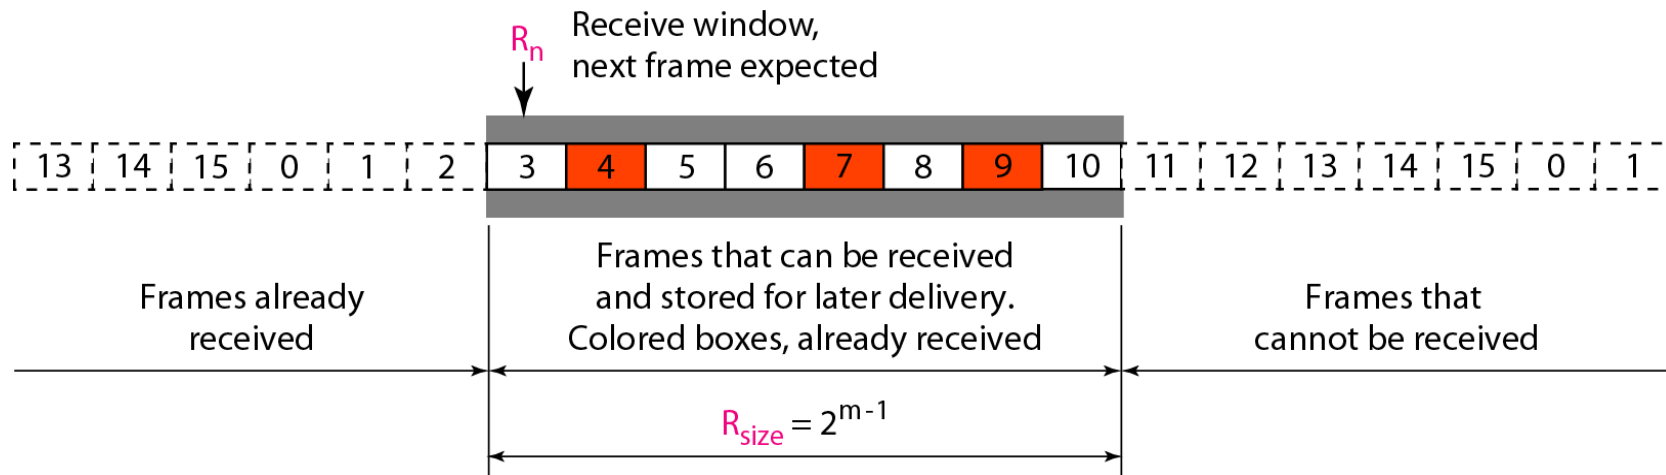 Rn
Receive window,
next frame expected
13 14 15 0 1 2 3 4 5 6 7 8 9 10 11 12 13 14 15 0 1
Frames already
received
Frames that can be received
and stored for later delivery.
Colored boxes, already received
Frames that
cannot be received
Rsize = 2^m-1